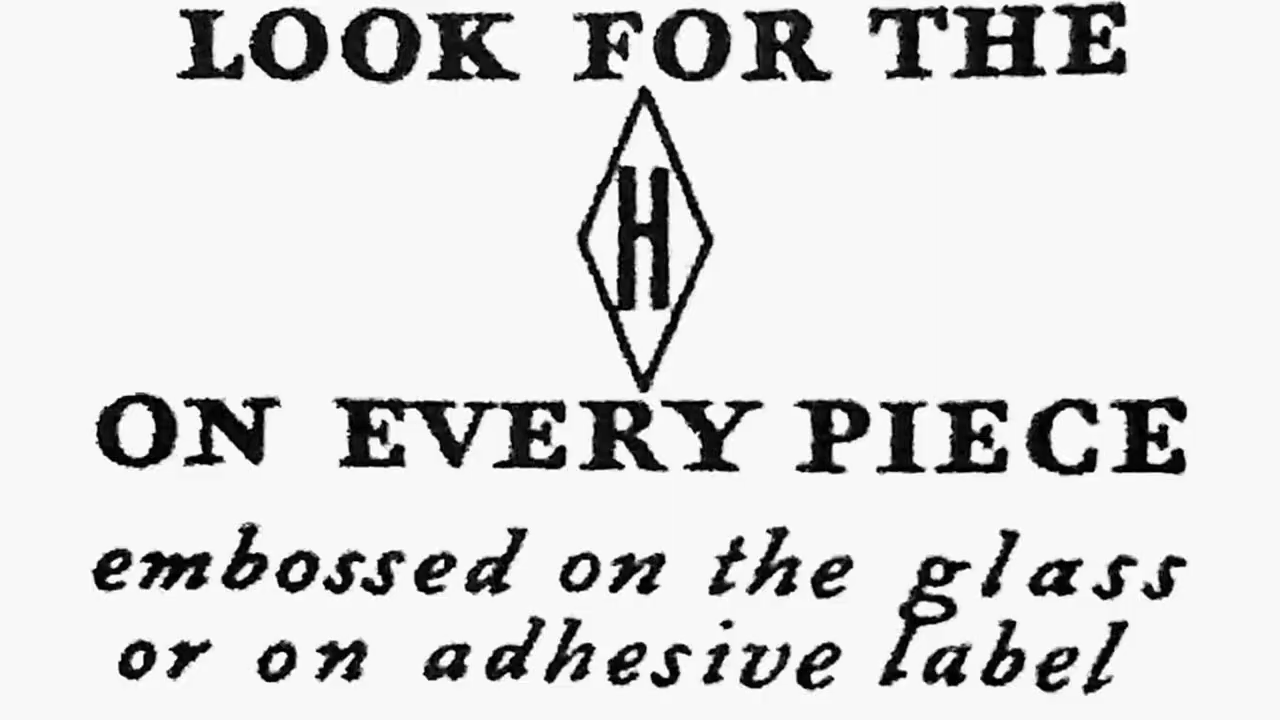 LOOK FOR THE
H
ON EVERY PIECE
embossed on the glass
or on adhesive label